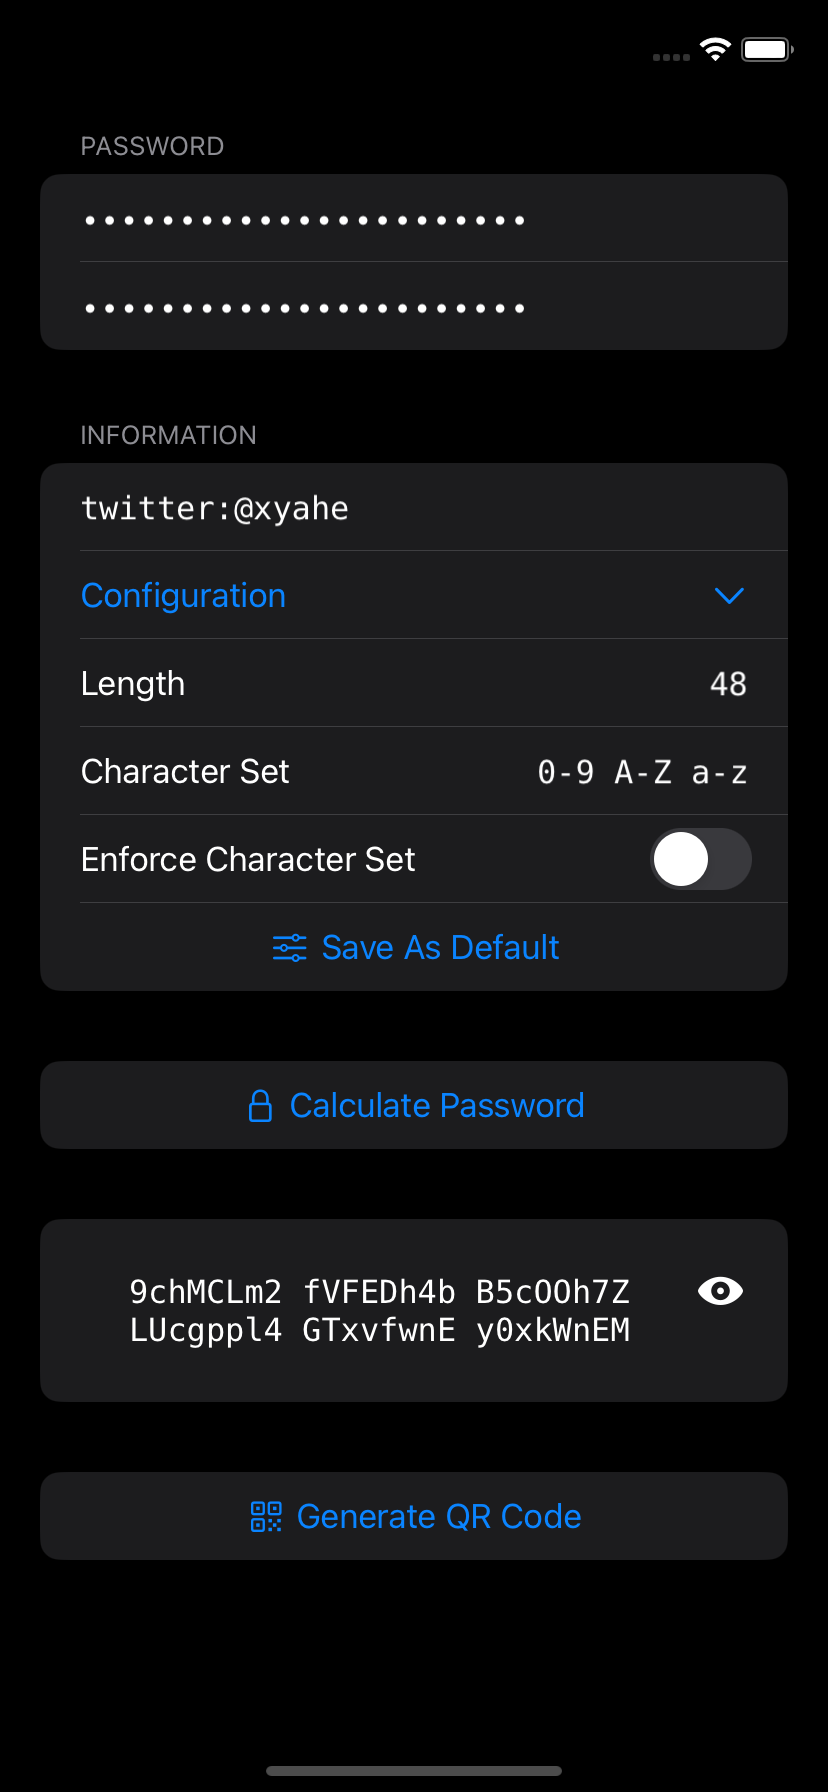 PASSWORD
•••••••••••••••••••••••
•••••••••••••••••••••••
INFORMATION
twitter:@xyahe
Configuration
Length 48
Character Set 0-9 A-Z a-z
Enforce Character Set
Save As Default
Calculate Password
9chMCLm2 fVFEDh4b B5cOOh7Z
LUcgppl4 GTxvfwnE y0xkWnEM
Generate QR Code